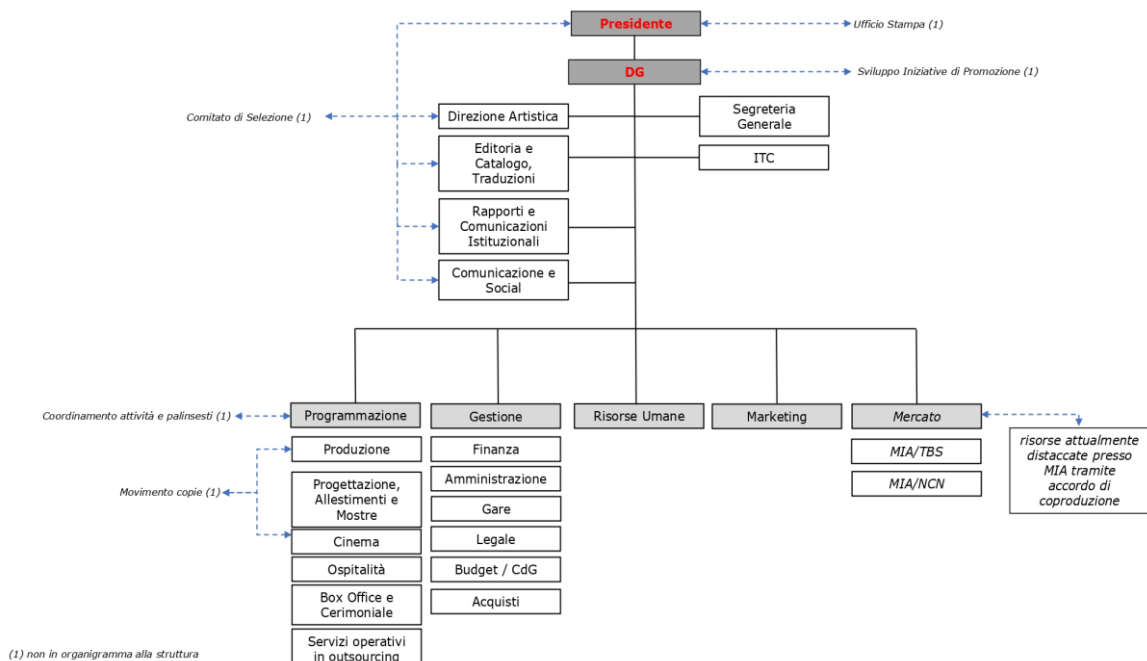 Presidente
Ufficio Stampa (1)
DG
Sviluppo Iniziative di Promozione (1)
Comitato di Selezione (1)
Direzione Artistica
Segreteria
Generale
Editoria e
Catalogo,
Traduzioni
ITC
Rapporti e
Comunicazioni
Istituzionali
Comunicazione e
Social
Coordinamento attività e palinsesti (1)
Programmazione
Gestione
Risorse Umane
Marketing
Mercato
Produzione
Finanza
MIA/TBS
risorse attualmente
distaccate presso
MIA tramite
accordo di
coproduzione
Movimento copie (1)
Progettazione,
Allestimenti e
Mostre
Amministrazione
MIA/NCN
Gare
Cinema
Legale
Ospitalità
Budget / CdG
Box Office e
Cerimoniale
Acquisti
Servizi operativi
in outsourcing
(1) non in organigramma alla struttura